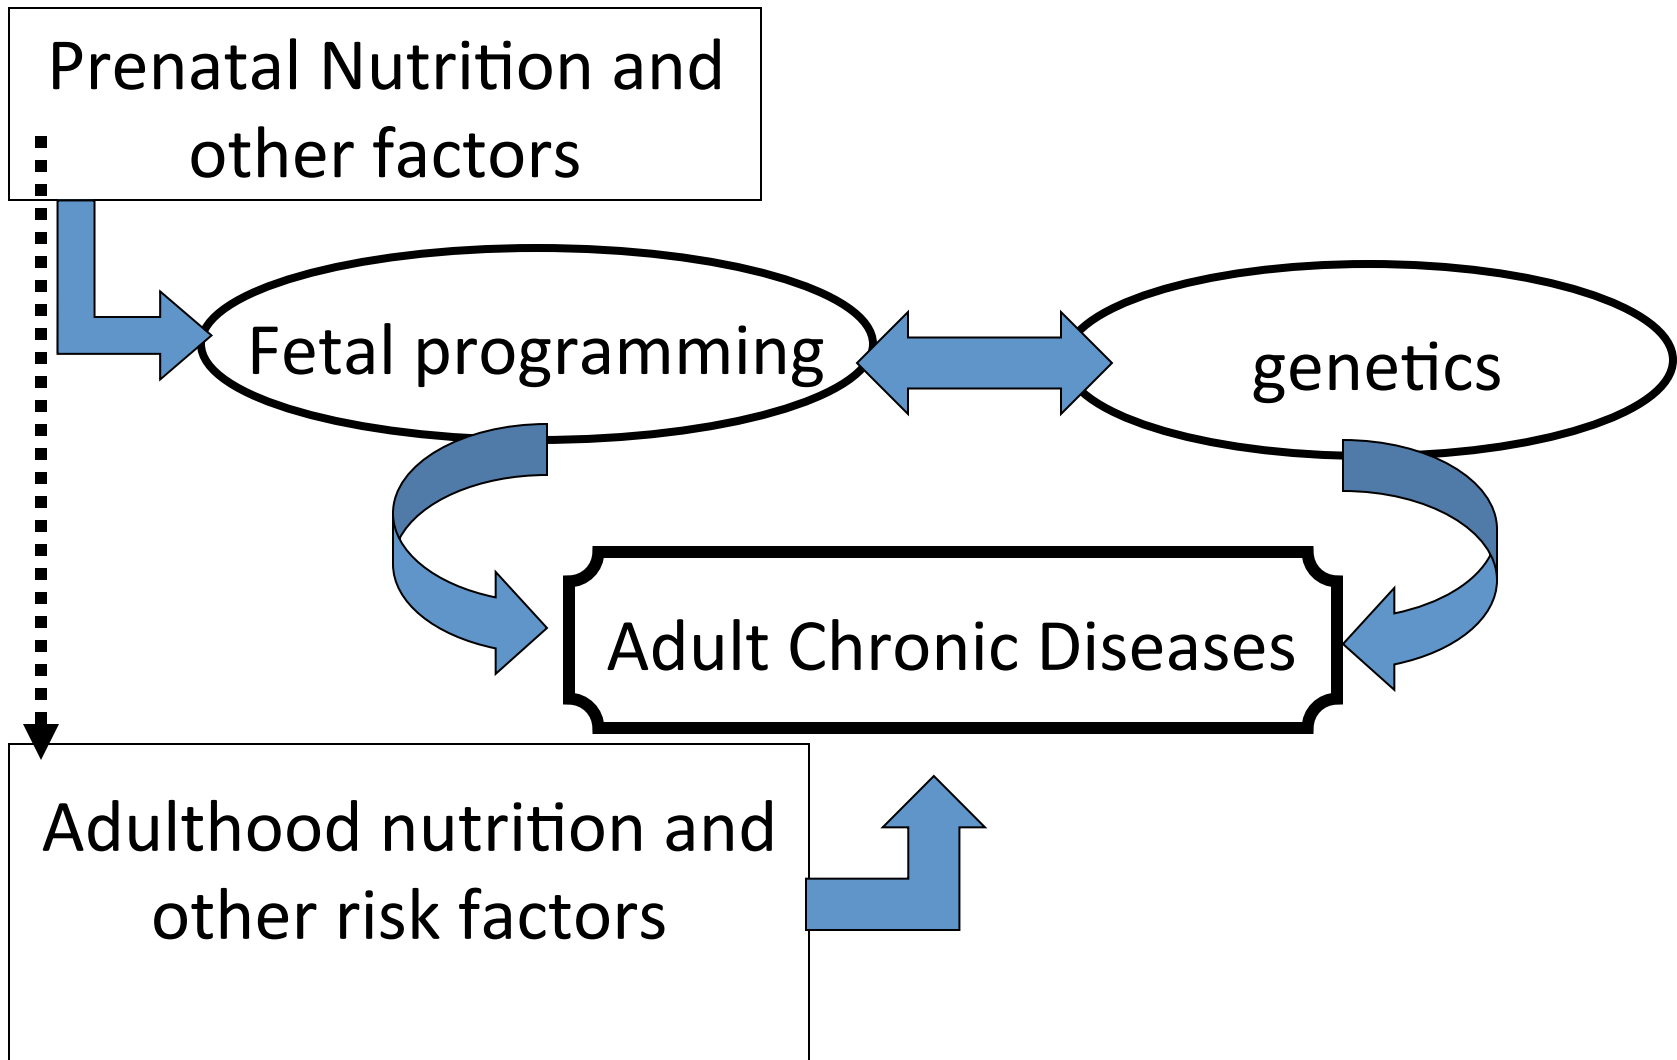 Prenatal Nutrition and
other factors
Fetal programming
genetics
Adult Chronic Diseases
Adulthood nutrition and
other risk factors